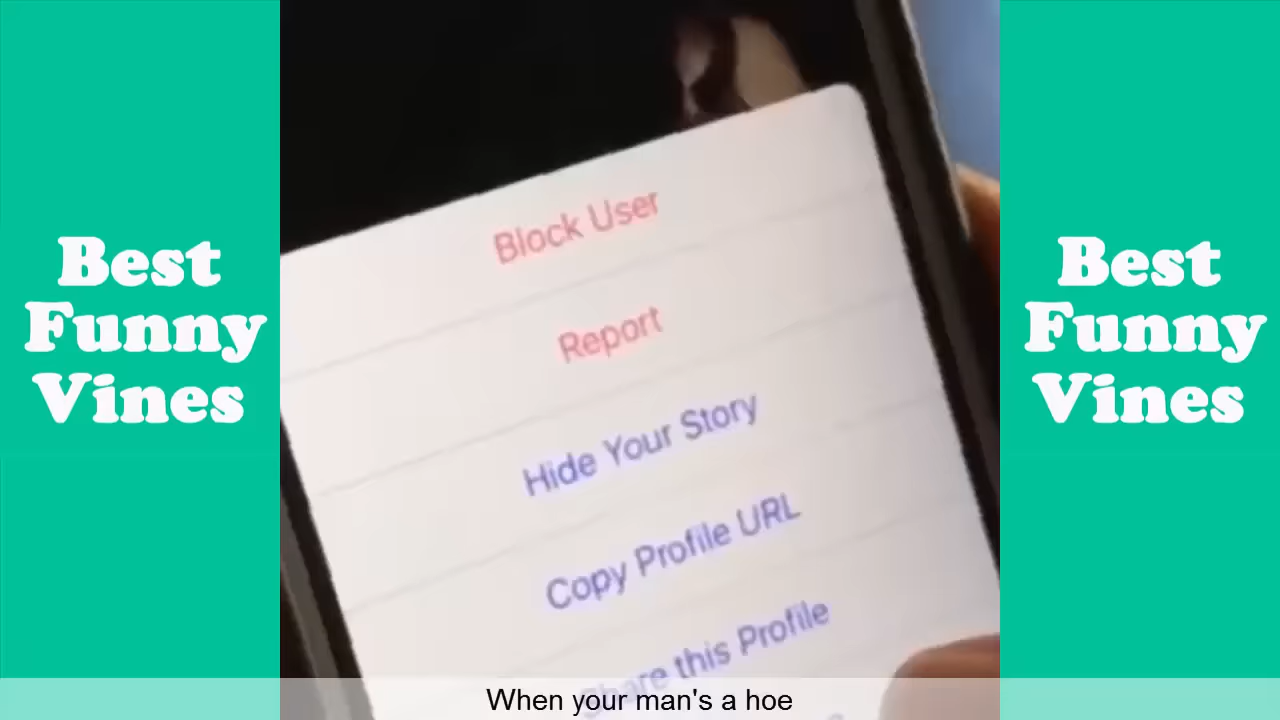 Best
Funny
Vines
Block User
Report
Hide Your Story
Copy Profile URL
Share this Profile
Best
Funny
Vines
When your man's a hoe